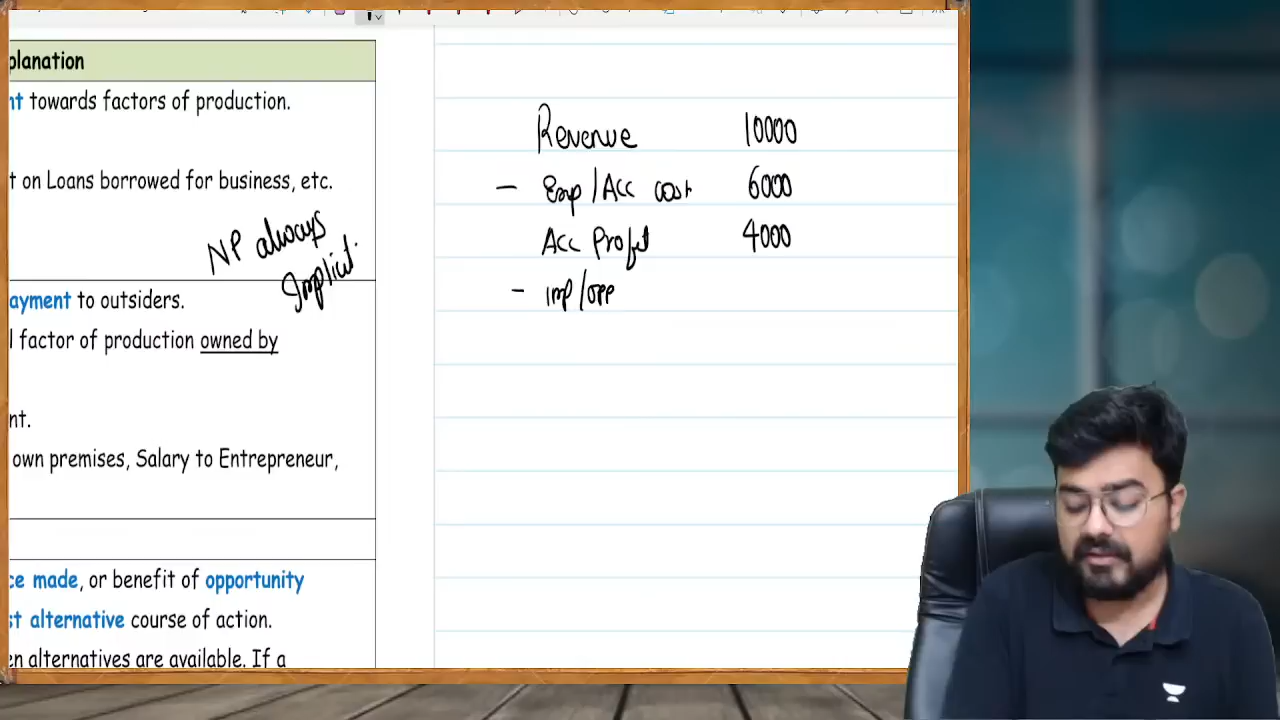 planation
nt towards factors of production.
t on Loans borrowed for business, etc.
NP always
Implicit.
ayment to outsiders.
l factor of production owned by
nt.
own premises, Salary to Entrepreneur,
ce made, or benefit of opportunity
st alternative course of action.
en alternatives are available. If a
Revenue 10000
— Exp/Acc cost 6000
Acc Profit 4000
— imp/opp